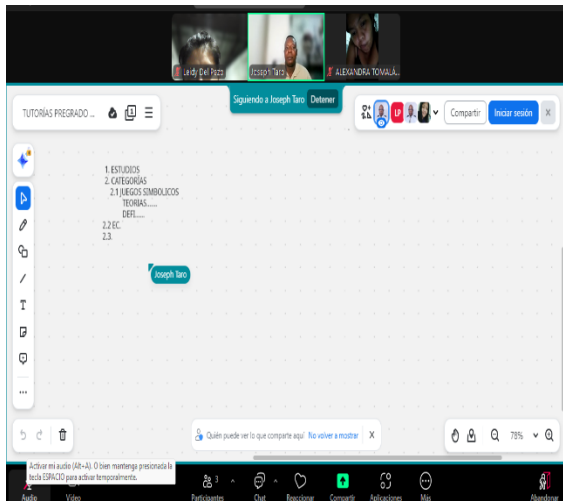 Leidy Del Pezo
Joseph Taro
ALEXANDRA TOMALÁ...
Siguiendo a Joseph Taro Detener
TUTORÍAS PREGRADO ...
1
LP
Compartir
Iniciar sesión
X
1. ESTUDIOS
2. CATEGORÍAS
2.1 JUEGOS SIMBOLICOS
TEORIAS......
DEFI......
2.2 EC.
2.3.
Joseph Taro
T
Quién puede ver lo que comparte aquí No volver a mostrar X
78%
Activar mi audio (Alt+A). O bien mantenga presionada la
tecla ESPACIO para activar temporalmente.
3
Audio
Video
Participantes
Chat
Reaccionar
Compartir
Aplicaciones
Más
Abandonar